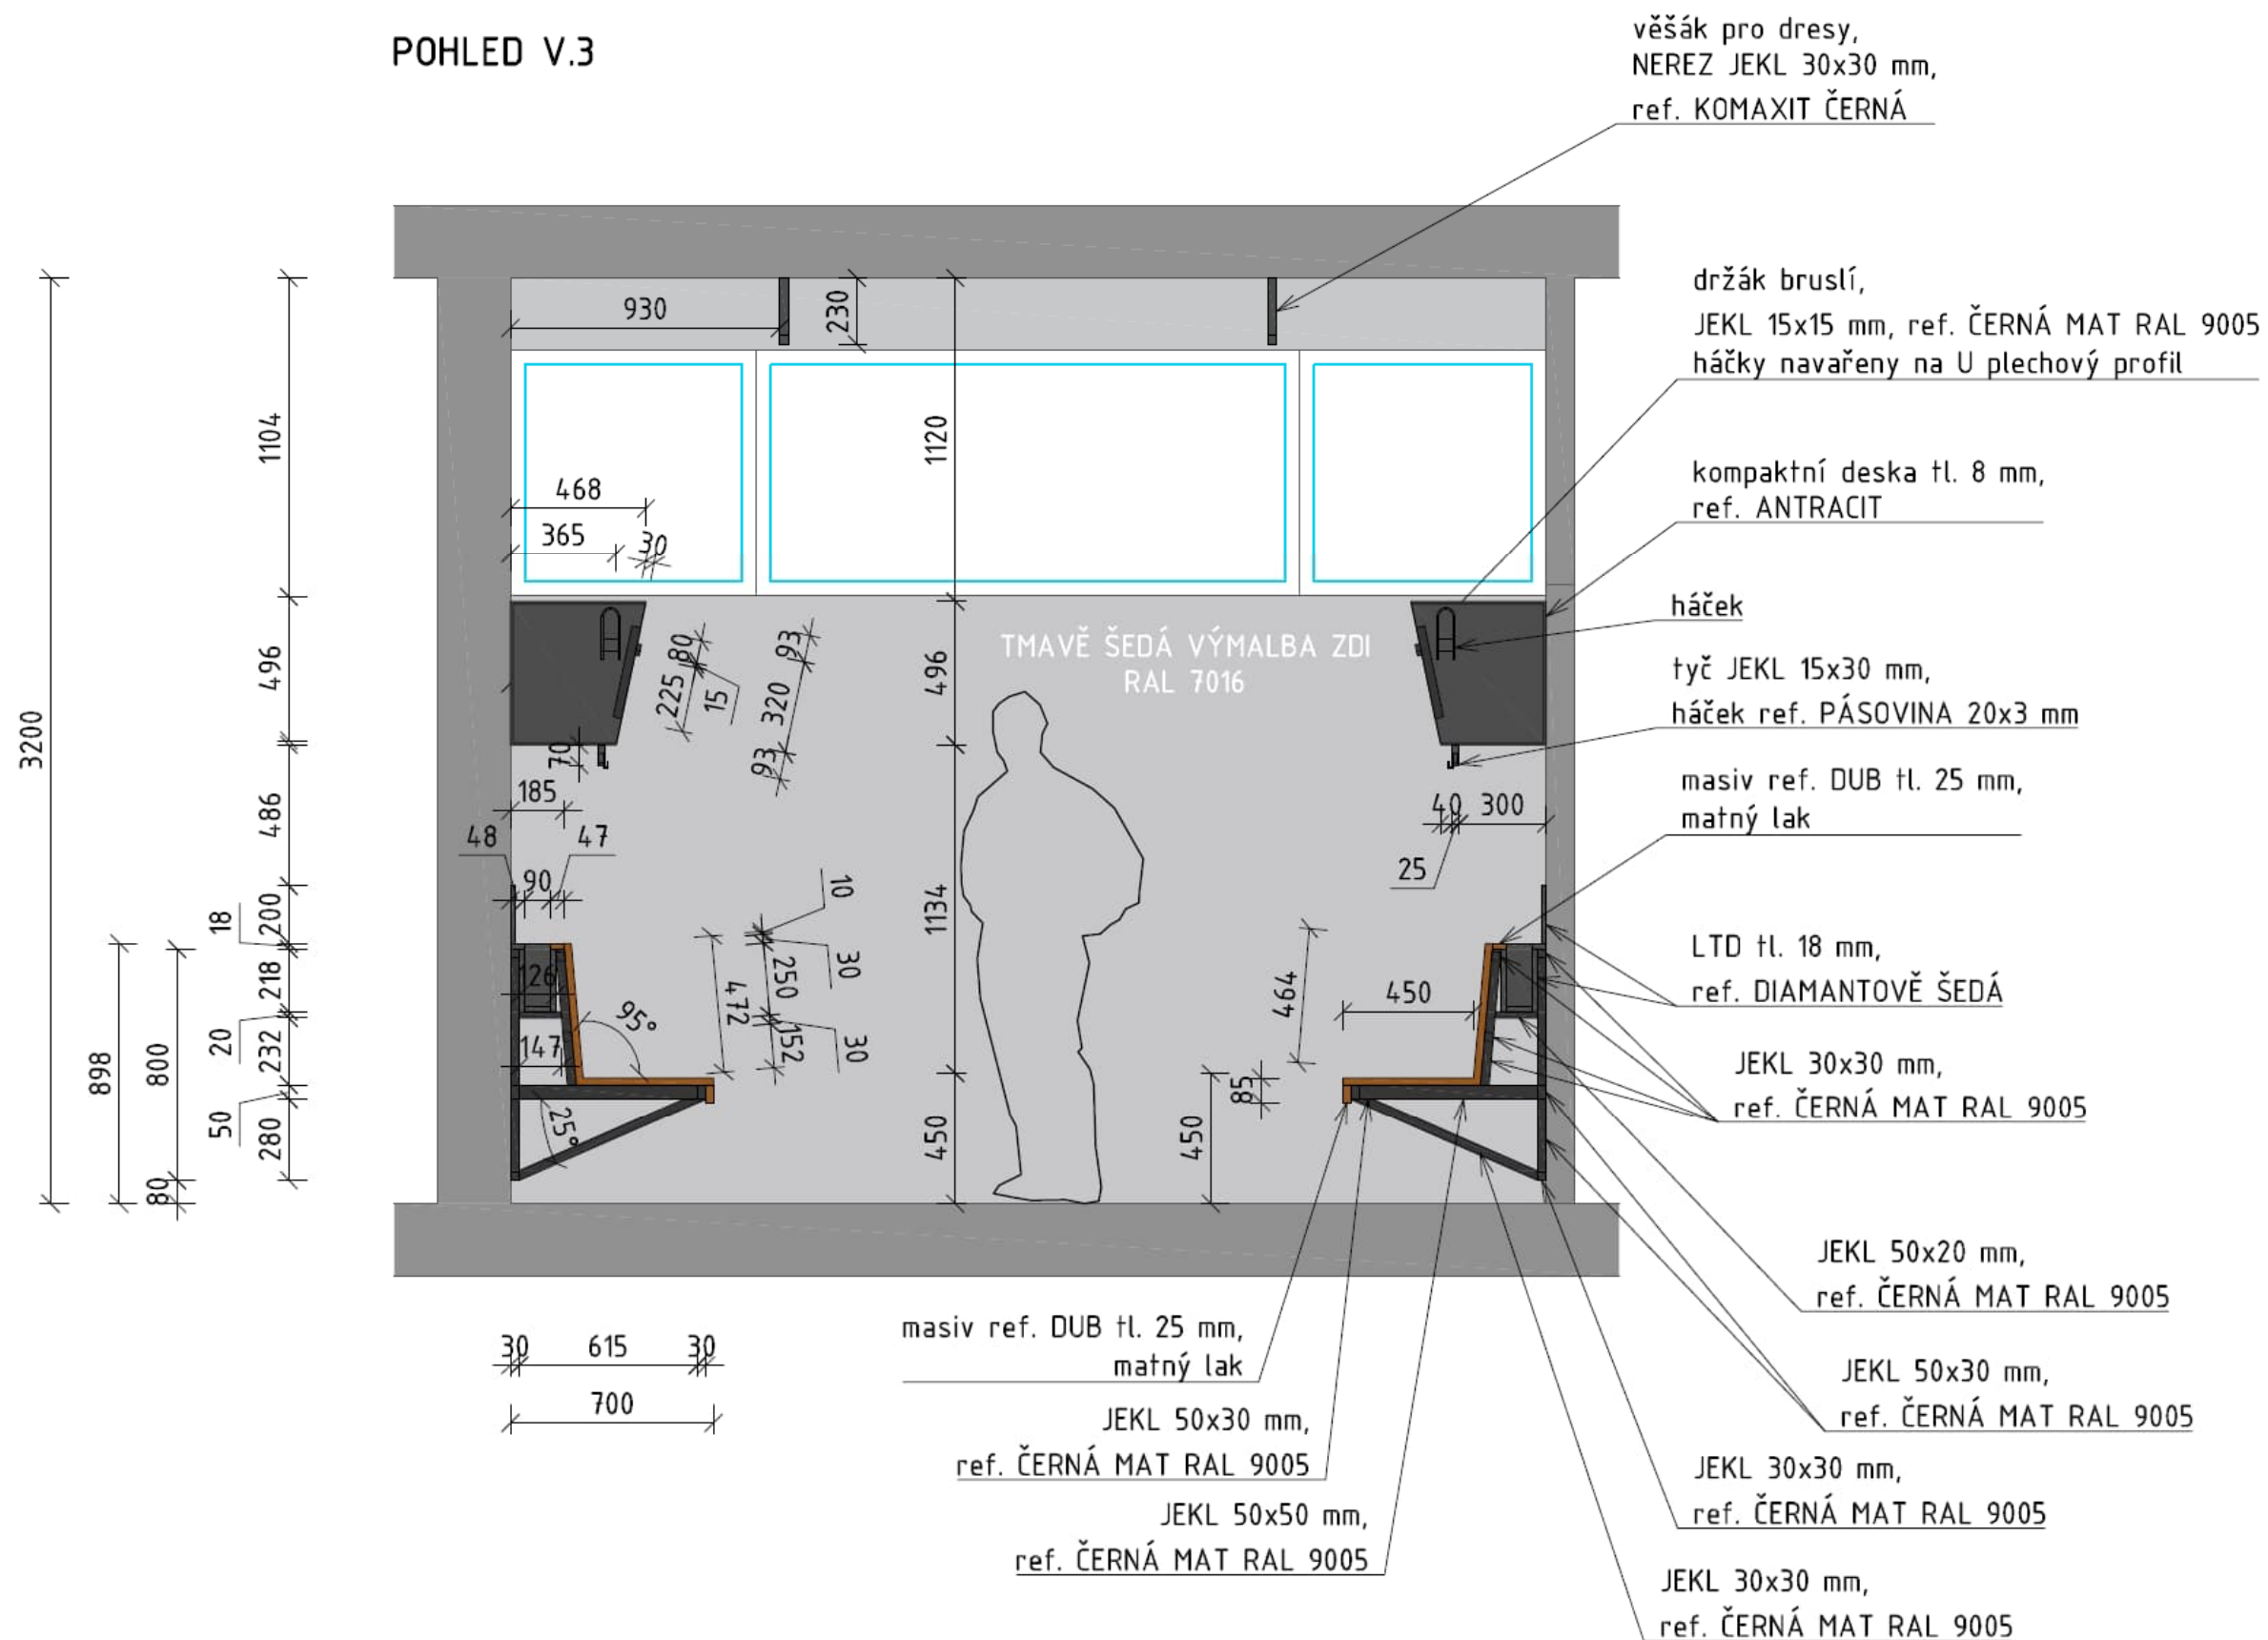 POHLED V.3
věšák pro dresy,
NEREZ JEKL 30x30 mm,
ref. KOMAXIT ČERNÁ
držák bruslí,
JEKL 15x15 mm, ref. ČERNÁ MAT RAL 9005
háčky navařeny na U plechový profil
kompaktní deska tl. 8 mm,
ref. ANTRACIT
háček
tyč JEKL 15x30 mm,
háček ref. PÁSOVINA 20x3 mm
masiv ref. DUB tl. 25 mm,
matný lak
LTD tl. 18 mm,
ref. DIAMANTOVĚ ŠEDÁ
JEKL 30x30 mm,
ref. ČERNÁ MAT RAL 9005
JEKL 50x20 mm,
ref. ČERNÁ MAT RAL 9005
JEKL 50x30 mm,
ref. ČERNÁ MAT RAL 9005
JEKL 30x30 mm,
ref. ČERNÁ MAT RAL 9005
JEKL 30x30 mm,
ref. ČERNÁ MAT RAL 9005
masiv ref. DUB tl. 25 mm,
matný lak
JEKL 50x30 mm,
ref. ČERNÁ MAT RAL 9005
JEKL 50x50 mm,
ref. ČERNÁ MAT RAL 9005
TMAVĚ ŠEDÁ VÝMALBA ZDI
RAL 7016
3200
898
800
80
18
20
50
1104
496
486
200
218
232
280
930
230
1120
496
1134
450
468
365
30
80
225
15
93
320
93
70
185
48
47
90
126
147
95°
25°
472
10
30
250
30
152
464
450
85
450
40
300
25
30
615
30
700